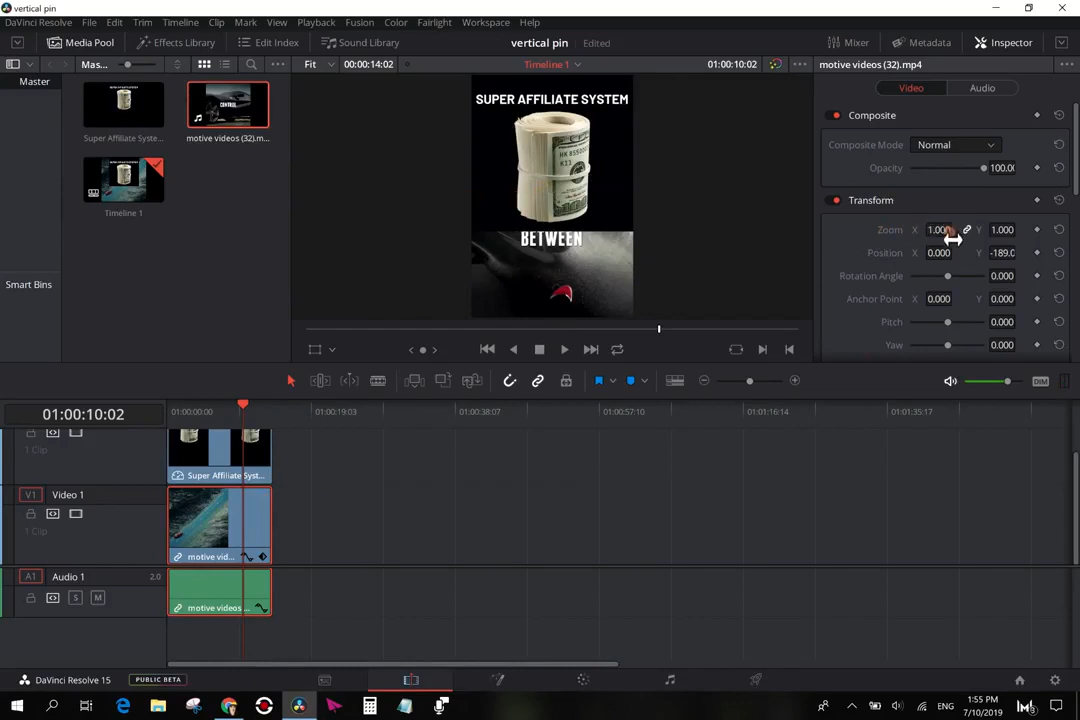 vertical pin
DaVinci Resolve File Edit Trim Timeline Clip Mark View Playback Fusion Color Fairlight Workspace Help
Media Pool Effects Library Edit Index Sound Library vertical pin Edited Mixer Metadata Inspector
Mas... Fit 00:00:14:02 Timeline 1 01:00:10:02 motive videos (32).mp4
Master
Video Audio
SUPER AFFILIATE SYSTEM
Composite
Super Affiliate Syste... motive videos (32).m...
Composite Mode Normal
Opacity 100.0
Transform
Timeline 1
Zoom X 1.000 Y 1.000
BETWEEN
Position X 0.000 Y -189.0
Rotation Angle 0.000
Smart Bins
Anchor Point X 0.000 Y 0.000
Pitch 0.000
Yaw 0.000
DIM
01:00:10:02 01:00:00:00 01:00:19:03 01:00:38:07 01:00:57:10 01:01:16:14 01:01:35:17
1 Clip
Super Affiliate Syst...
V1 Video 1
1 Clip
motive vid...
A1 Audio 1 2.0
S M
motive videos...
DaVinci Resolve 15 PUBLIC BETA
ENG 1:55 PM
7/10/2019